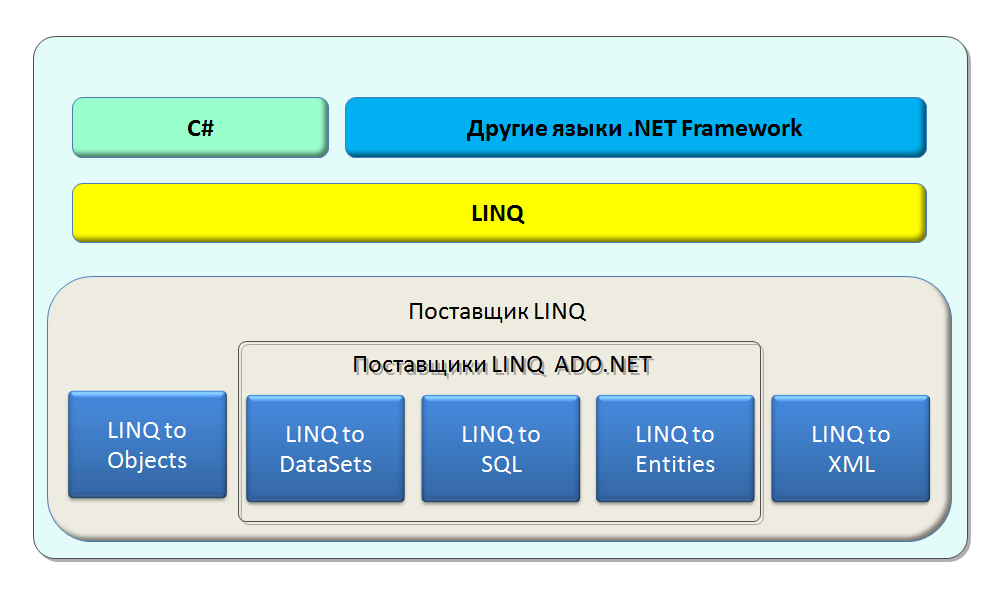 C#
Другие языки .NET Framework
LINQ
Поставщик LINQ
Поставщики LINQ ADO.NET
LINQ to
Objects
LINQ to
DataSets
LINQ to
SQL
LINQ to
Entities
LINQ to
XML